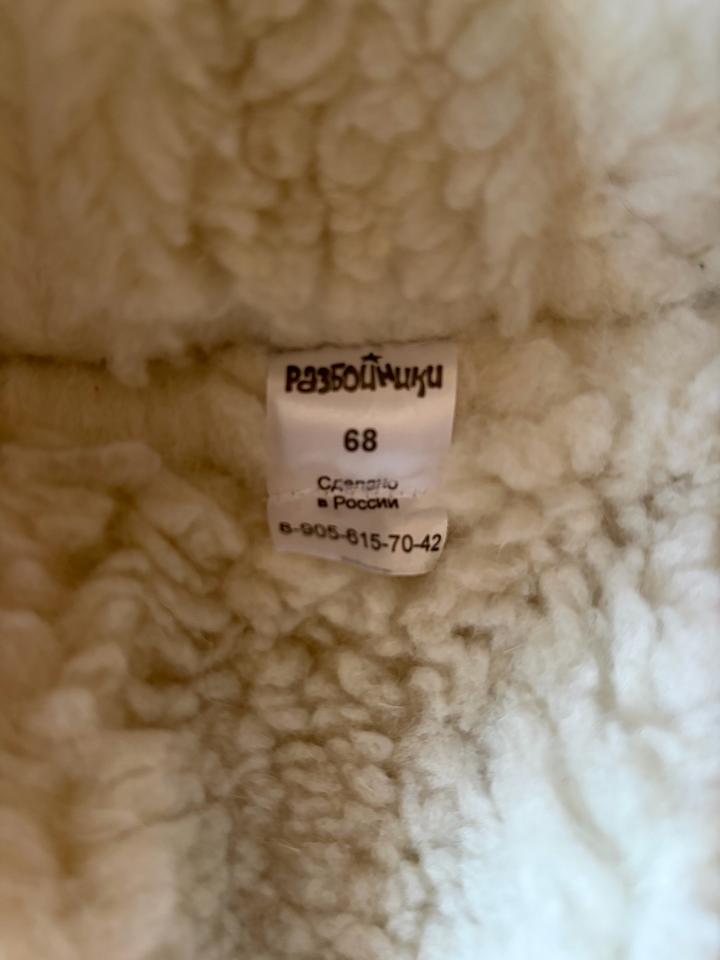 Разбойники
68
Сделано
в России
8-905-615-70-42